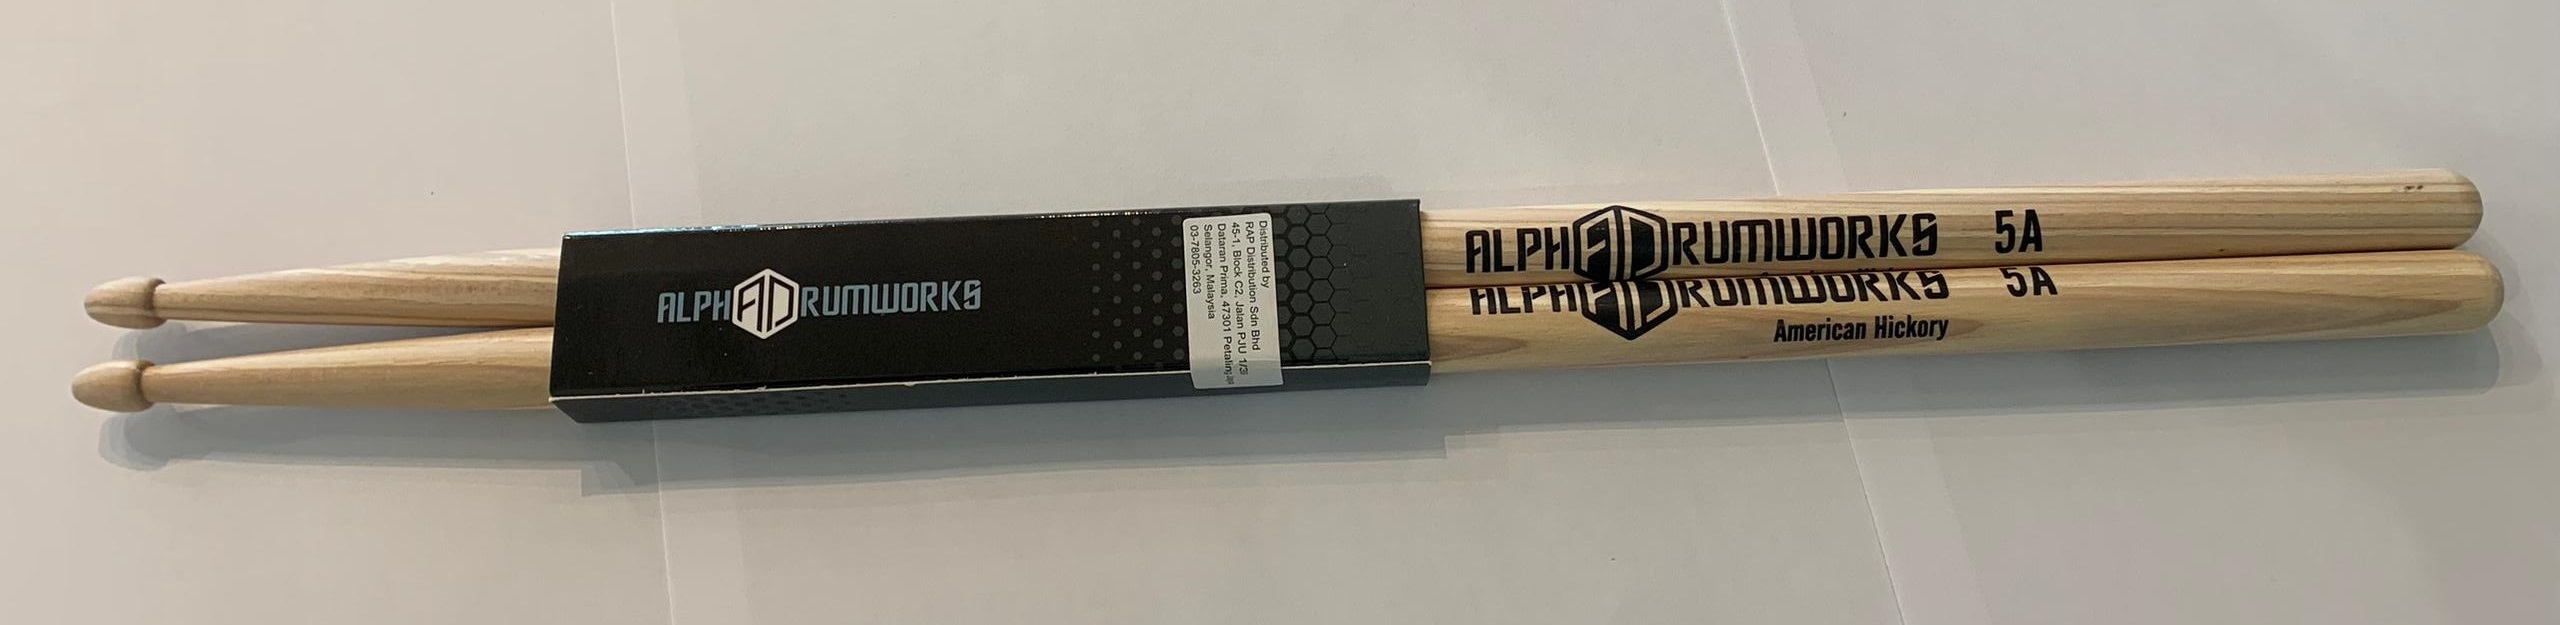 ALPHADRUMWORKS
Distributed by
RAP Distribution Sdn Bhd
45-1, Block C2, Jalan PJU 1/39
Dataran Prima, 47301 Petaling
Selangor, Malaysia
03-7805-3263
ALPHADRUMWORKS 5A
ALPHADRUMWORKS 5A
American Hickory